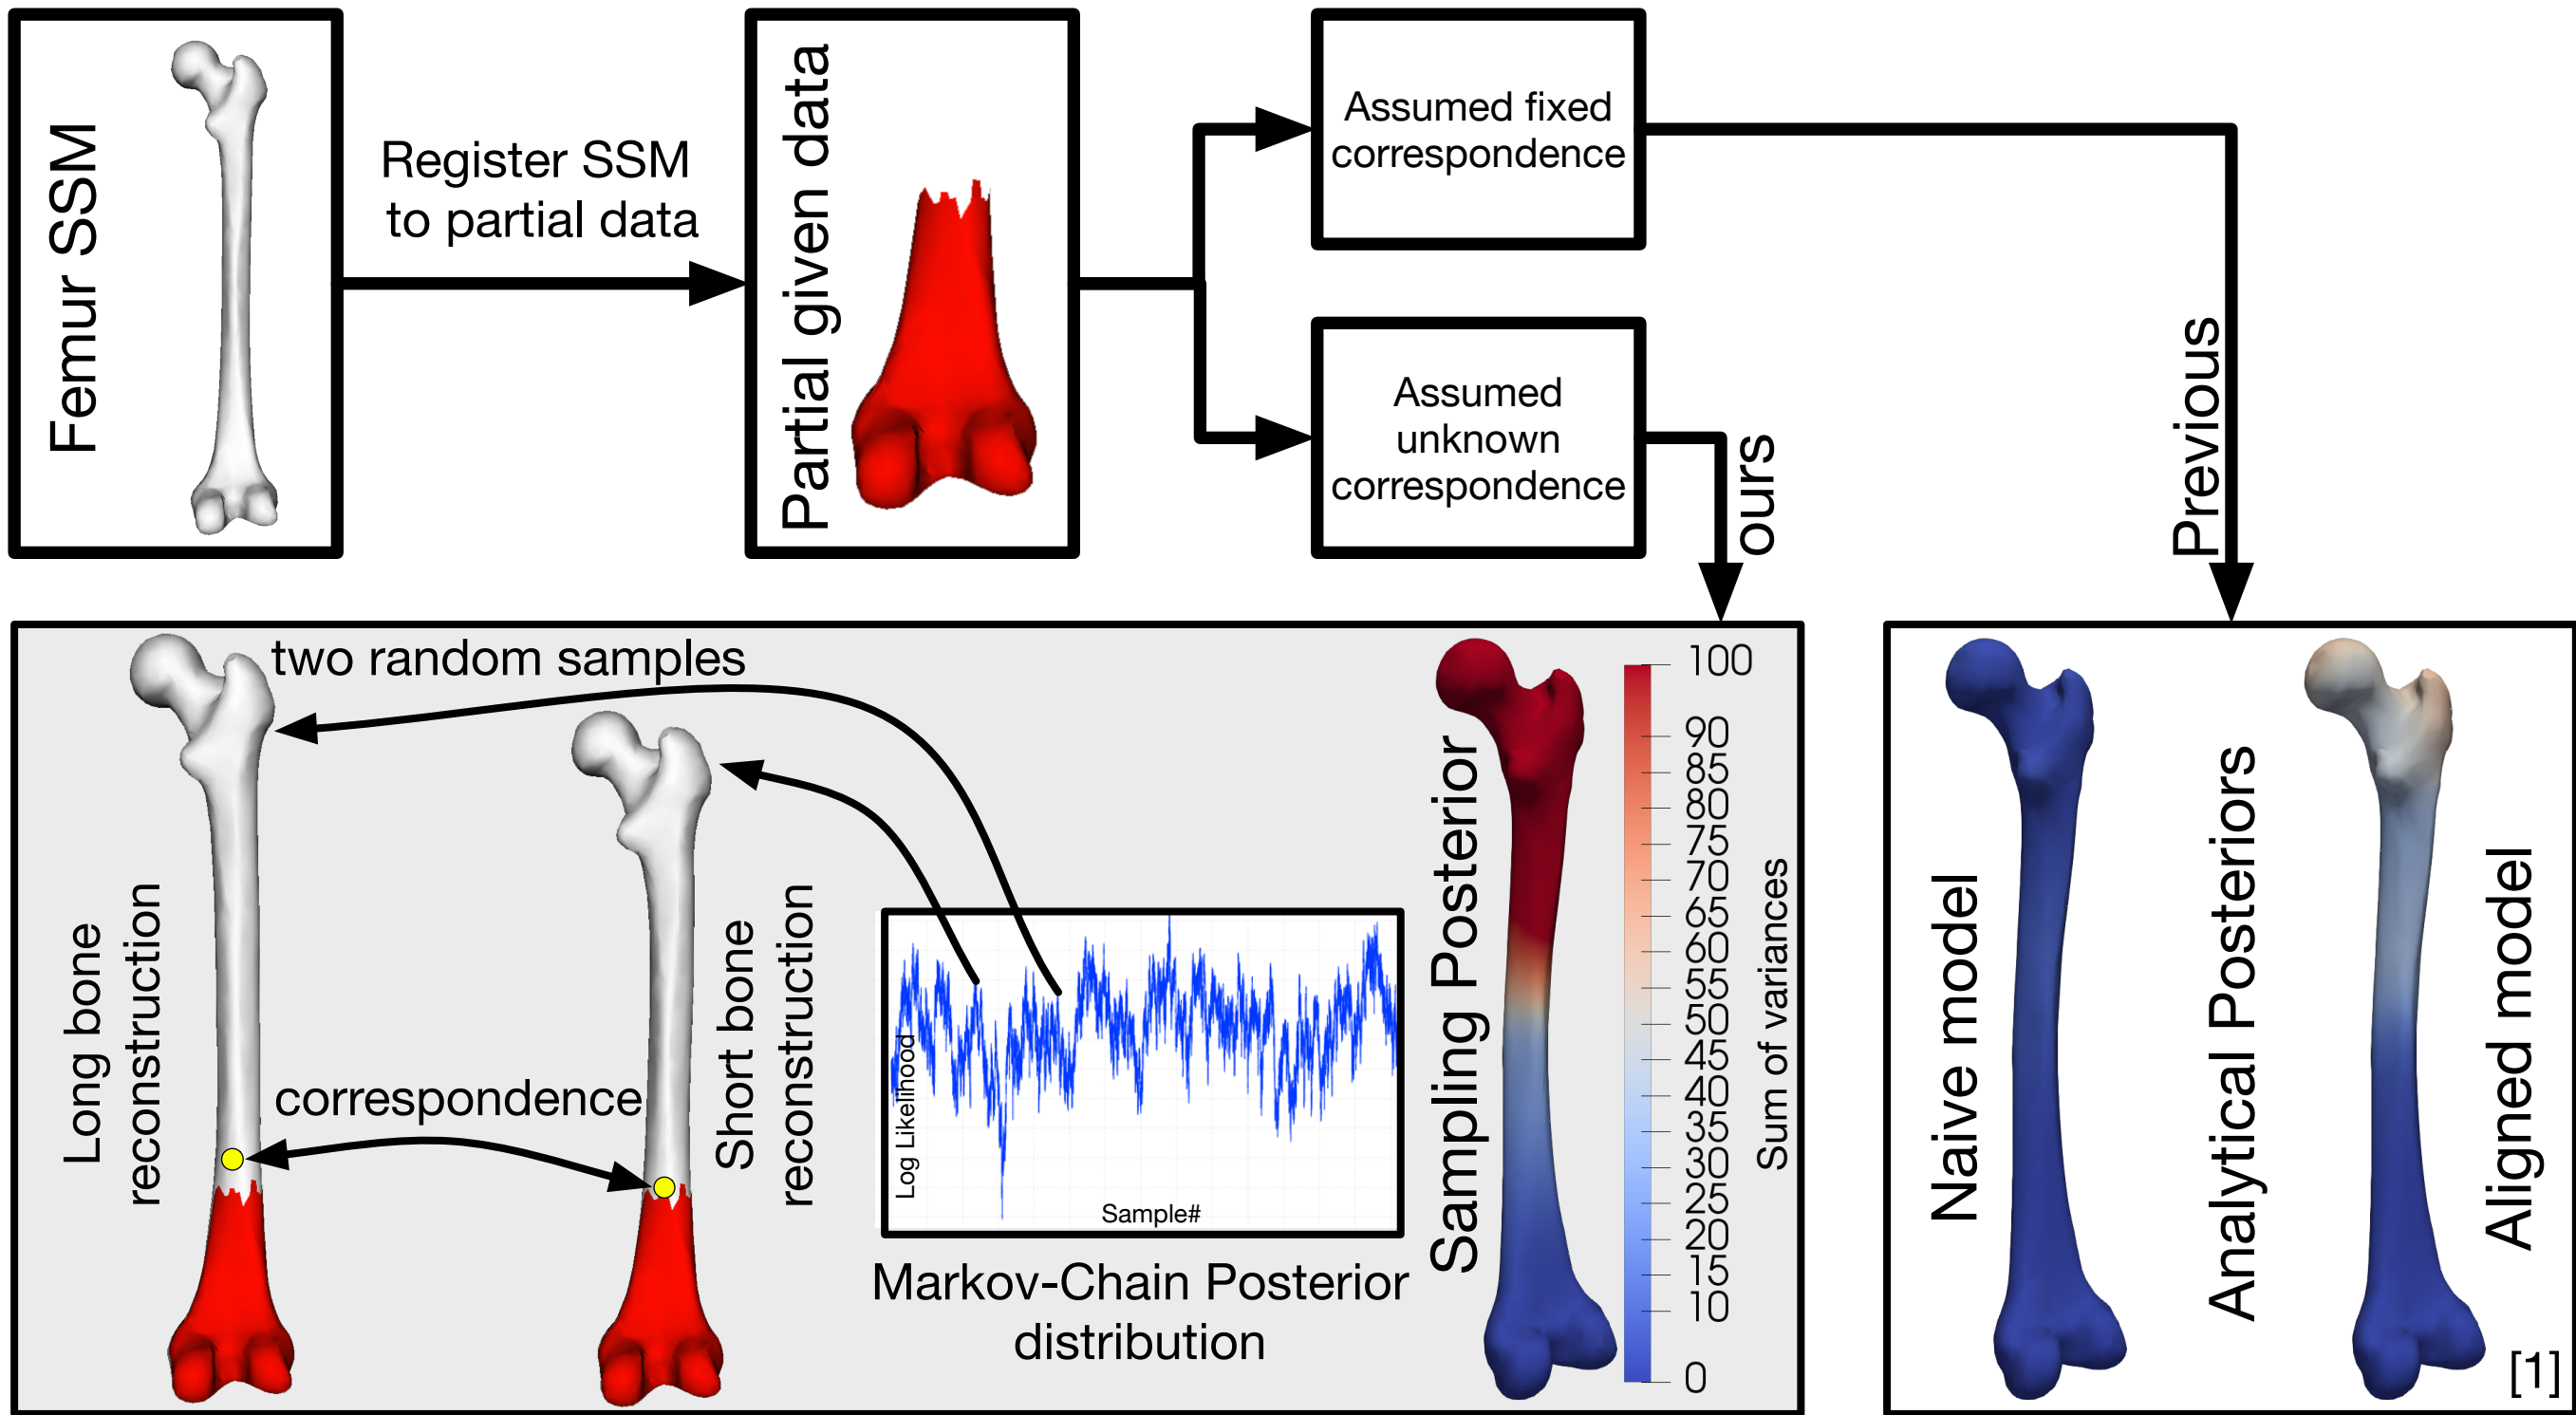 Femur SSM
Register SSM
to partial data
Partial given data
Assumed fixed
correspondence
Assumed
unknown
correspondence
ours
Previous
two random samples
Long bone
reconstruction
correspondence
Short bone
reconstruction
Log Likelihood
Sample#
Markov-Chain Posterior
distribution
Sampling Posterior
100
90
85
80
75
70
65
60
55
50
45
40
35
30
25
20
15
10
0
Sum of variances
Naive model
Analytical Posteriors
Aligned model
[1]